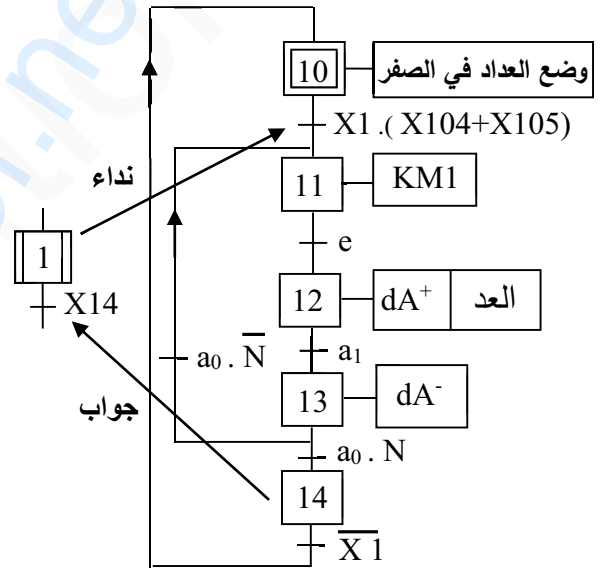 10
وضع العداد في الصفر
X1 .( X104+X105)
نداء
11
KM1
1
e
X14
12
dA⁺
العد
a₀ . N̅
a₁
جواب
13
dA⁻
a₀ . N
14
X̅ 1̅